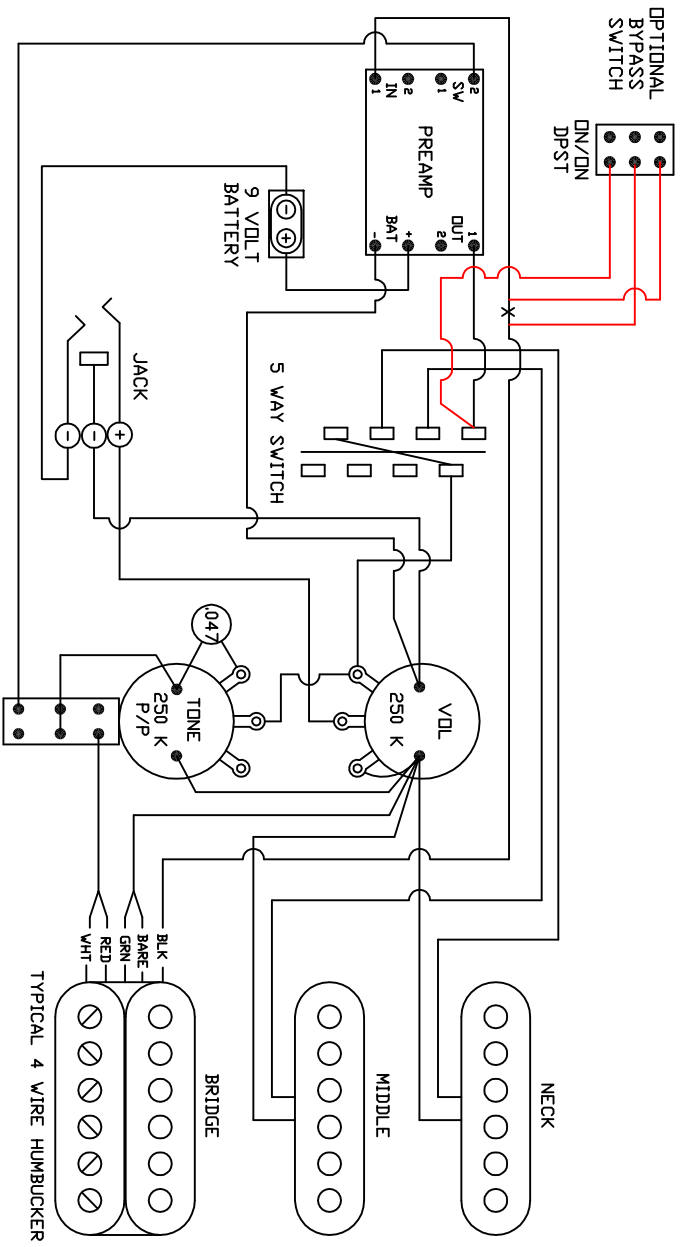 OPTIONAL
BYPASS
SWITCH
ON/ON
DPST
2
SW
1
2
IN
1
PREAMP
1
OUT
2
+
BAT
-
9 VOLT
BATTERY
-
+
JACK
+
-
-
5 WAY SWITCH
X
.047
TONE
250 K
P/P
VOL
250 K
BLK
BARE
GRN
RED
WHT
NECK
MIDDLE
BRIDGE
TYPICAL 4 WIRE HUMBUCKER